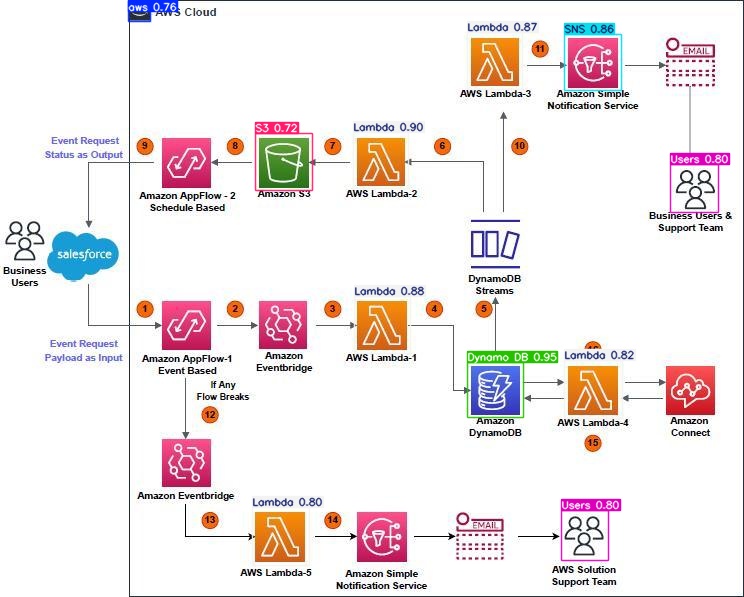 aws 0.76
AWS Cloud
Lambda 0.87
11
SNS 0.86
EMAIL
AWS Lambda-3
Amazon Simple
Notification Service
Event Request
Status as Output
9
8
S3 0.72
7
Lambda 0.90
6
10
Users 0.80
Amazon AppFlow - 2
Schedule Based
Amazon S3
AWS Lambda-2
Business Users &
Support Team
salesforce
Business
Users
DynamoDB
Streams
1
2
3
Lambda 0.88
4
5
Event Request
Payload as Input
Amazon AppFlow-1
Event Based
Amazon
Eventbridge
AWS Lambda-1
Dynamo DB 0.95
Lambda 0.82
If Any
Flow Breaks
12
Amazon
DynamoDB
AWS Lambda-4
15
Amazon
Connect
Amazon Eventbridge
13
Lambda 0.80
14
EMAIL
Users 0.80
AWS Lambda-5
Amazon Simple
Notification Service
AWS Solution
Support Team